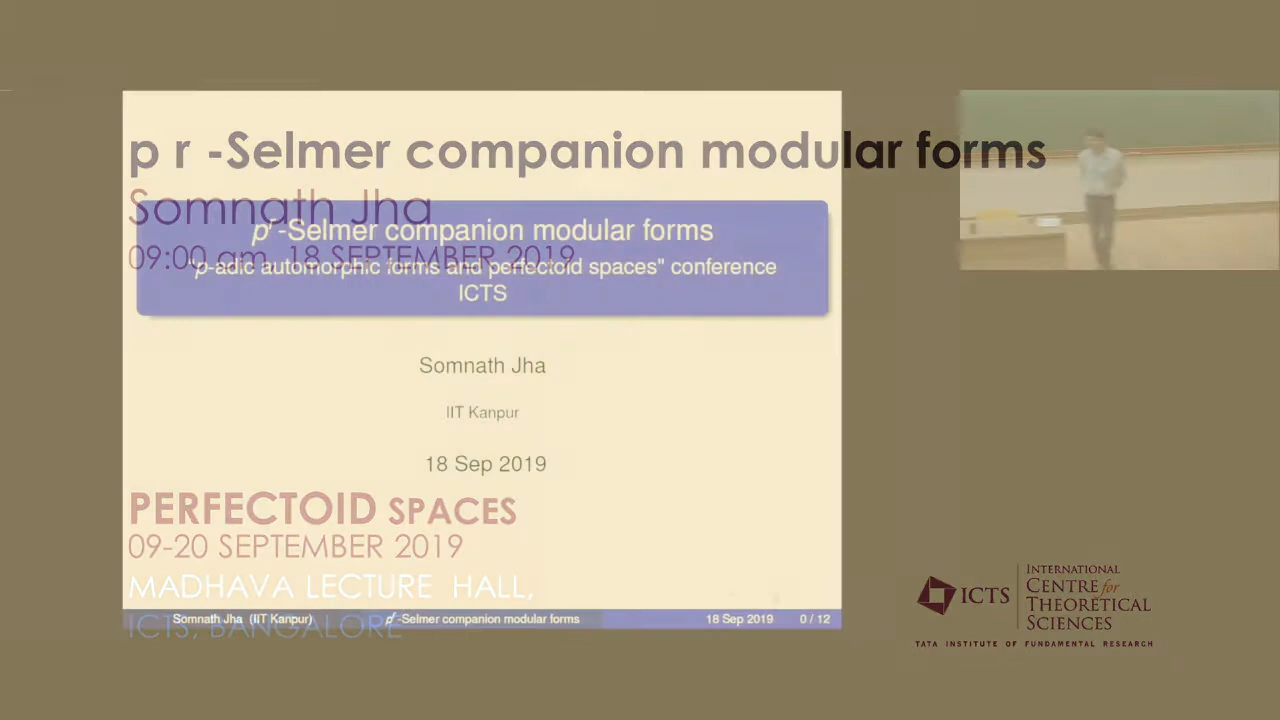 p r -Selmer companion modular forms
Somnath Jha
09:00 am, 18 SEPTEMBER 2019
p^r-Selmer companion modular forms
"p-adic automorphic forms and perfectoid spaces" conference
ICTS
Somnath Jha
IIT Kanpur
18 Sep 2019
PERFECTOID SPACES
09-20 SEPTEMBER 2019
MADHAVA LECTURE HALL,
ICTS, BANGALORE
Somnath Jha (IIT Kanpur) p^r-Selmer companion modular forms 18 Sep 2019 0 / 12
ICTS
INTERNATIONAL
CENTRE for
THEORETICAL
SCIENCES
TATA INSTITUTE OF FUNDAMENTAL RESEARCH